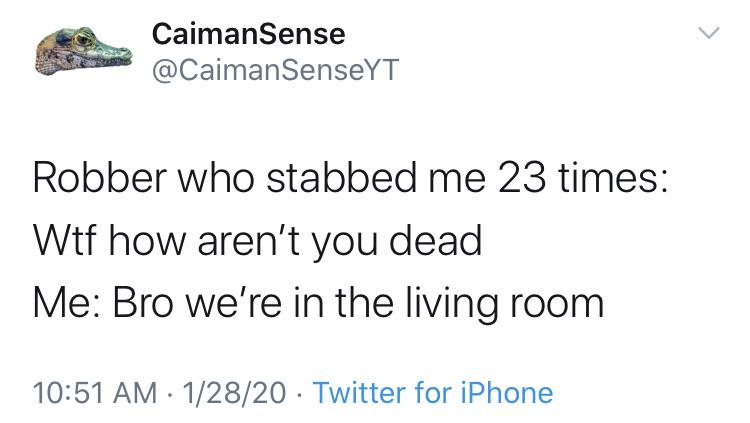 CaimanSense
@CaimanSenseYT
Robber who stabbed me 23 times:
Wtf how aren’t you dead
Me: Bro we’re in the living room
10:51 AM · 1/28/20 · Twitter for iPhone